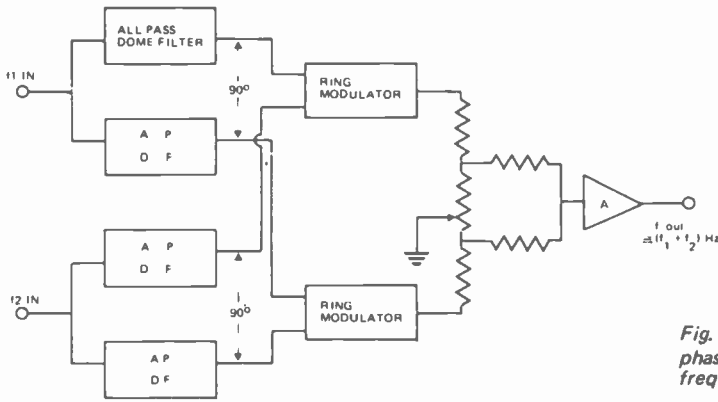 ALL PASS
DOME FILTER
f1 IN
90°
RING
MODULATOR
A P
D F
A
f out
=(f1 + f2) Hz
A P
D F
f2 IN
90°
RING
MODULATOR
A P
D F
Fig.
phas
freq